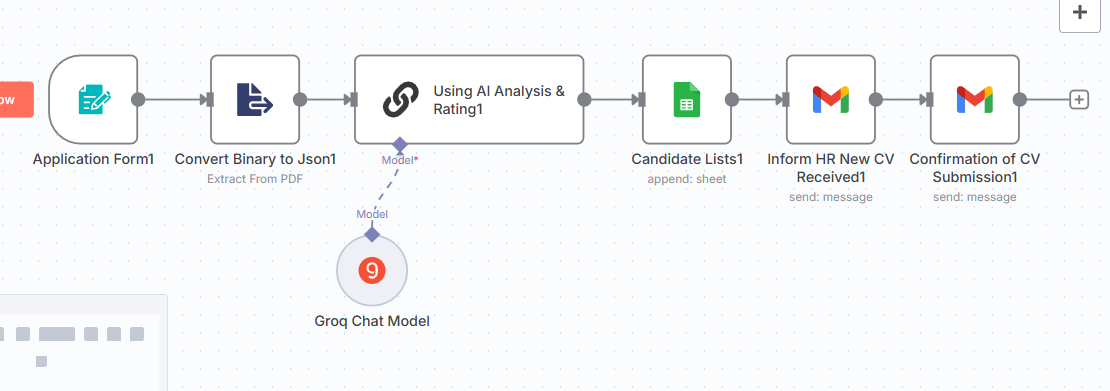 ow
Using AI Analysis &
Rating1
Application Form1
Convert Binary to Json1
Extract From PDF
Model*
Candidate Lists1
append: sheet
Inform HR New CV
Received1
send: message
Confirmation of CV
Submission1
send: message
Model
Groq Chat Model